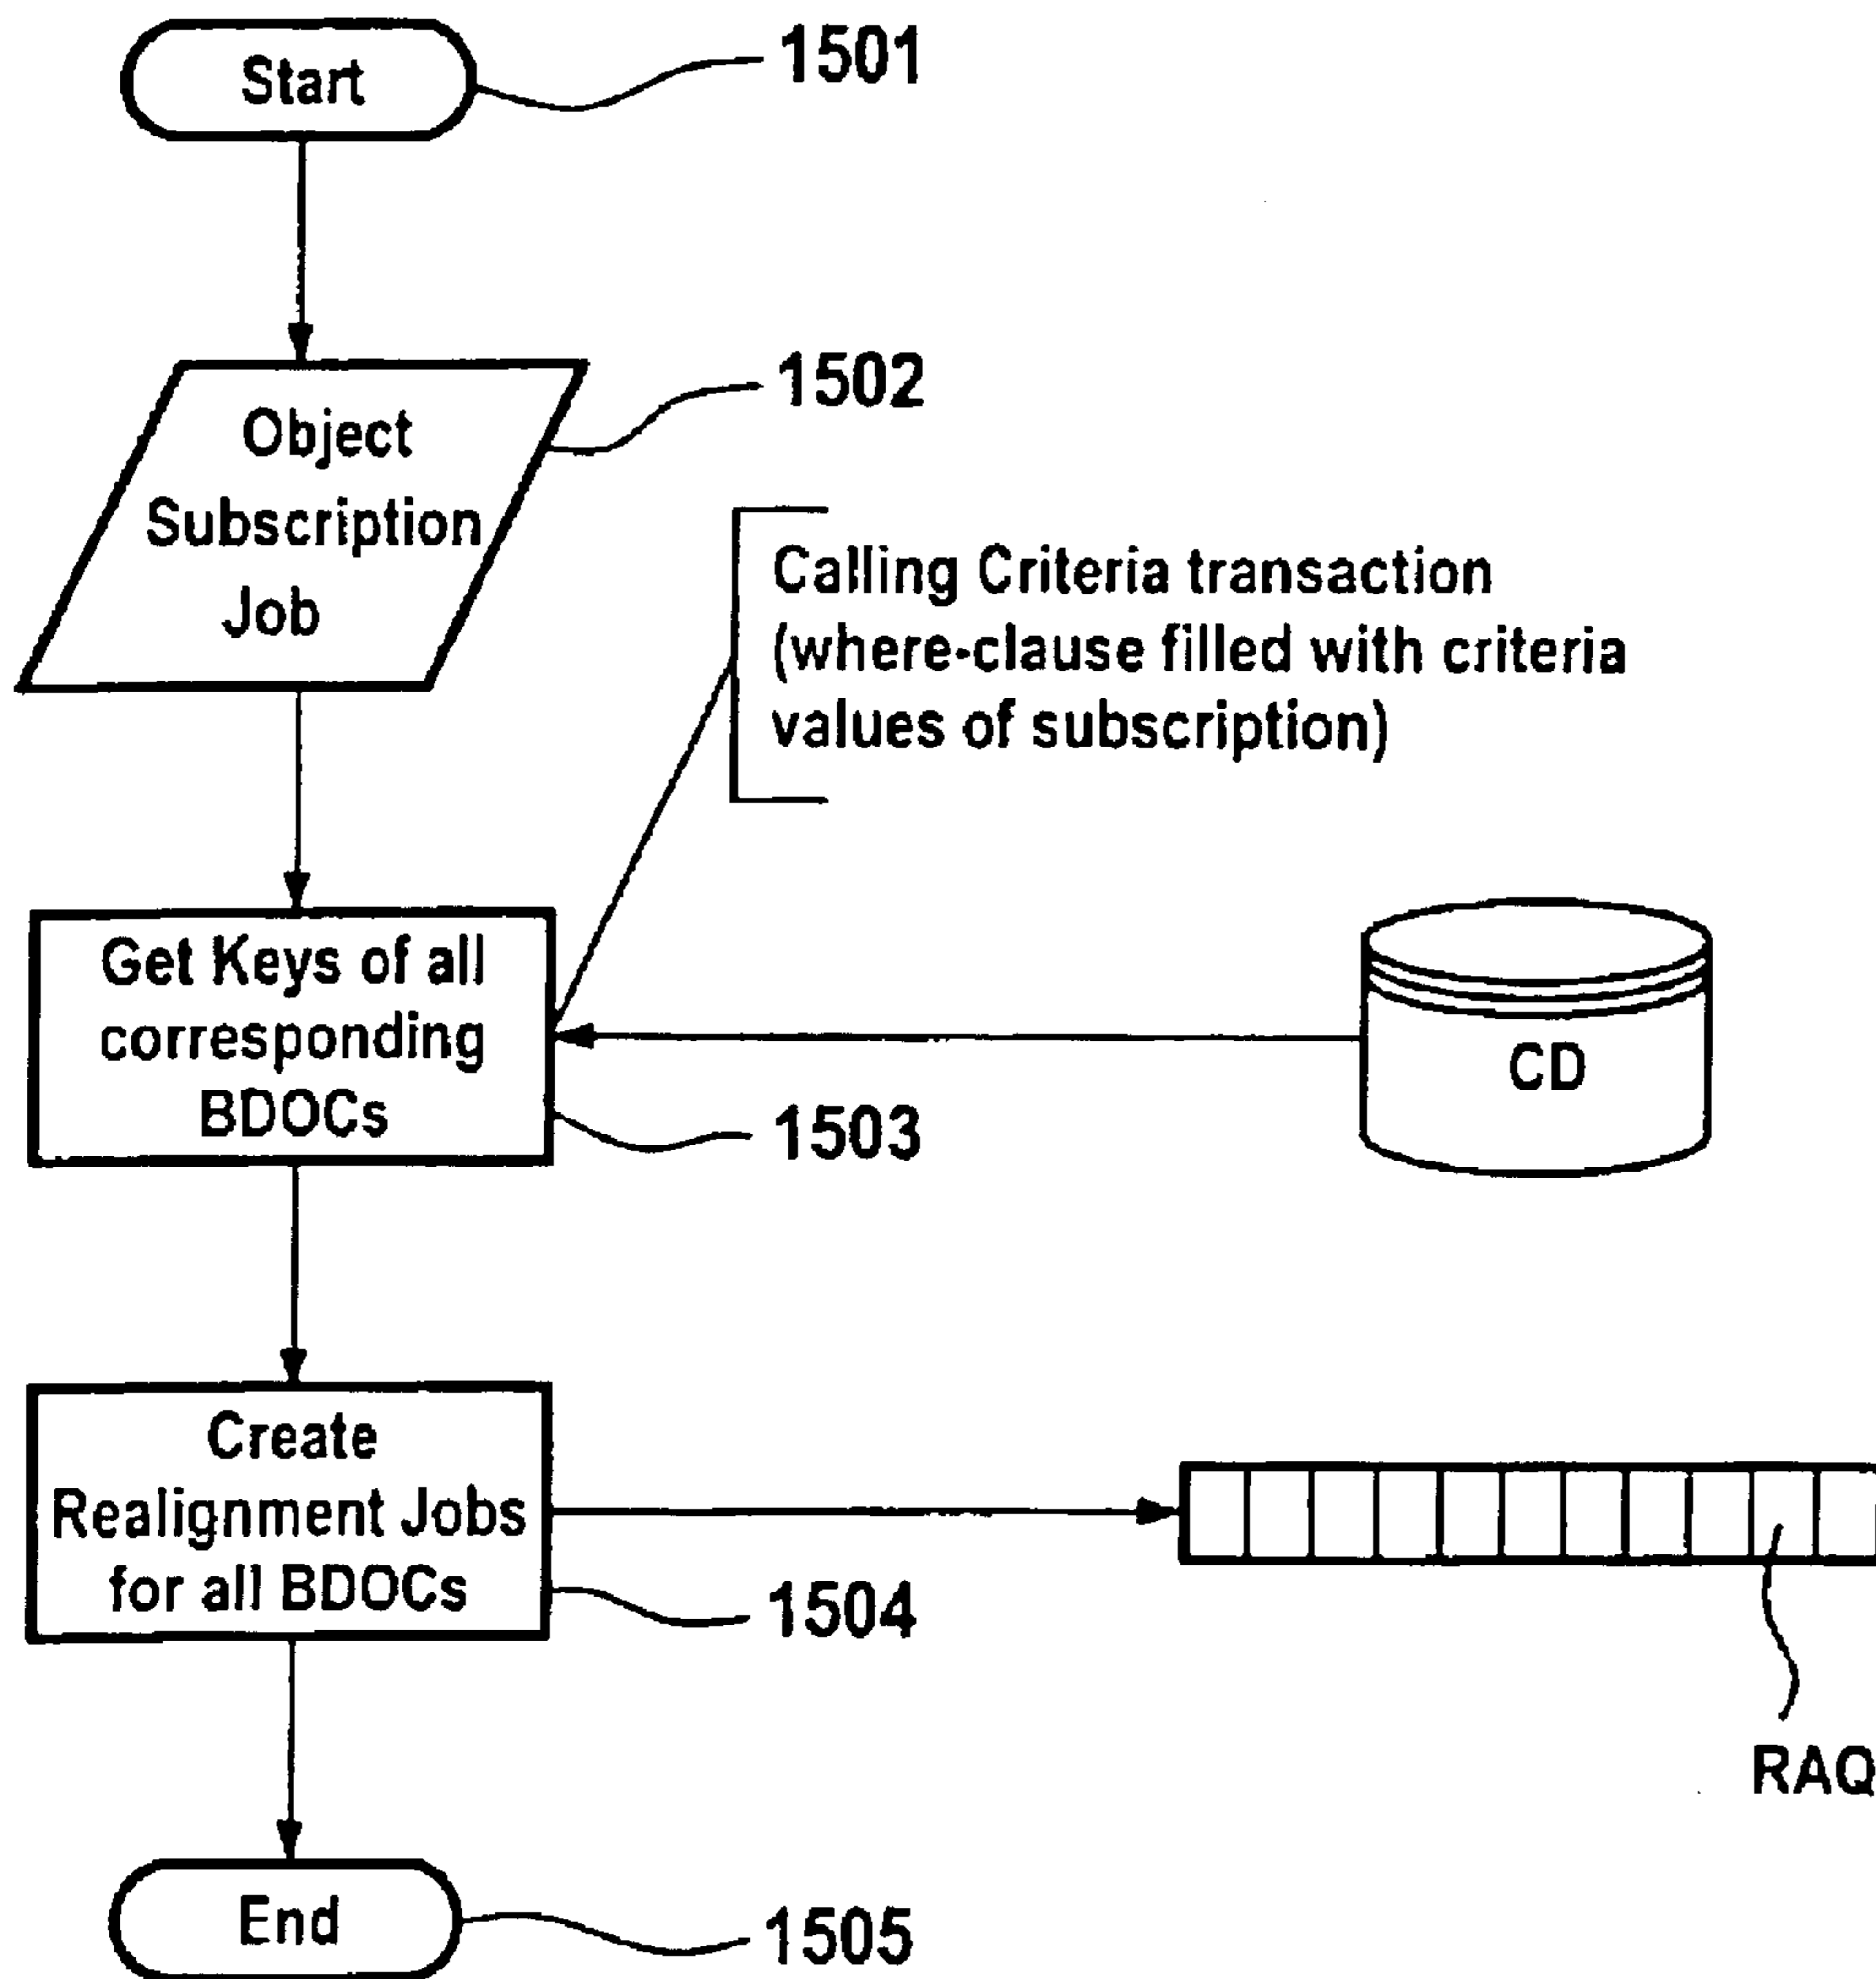 Start
1501
Object
Subscription
Job
1502
Calling Criteria transaction
(where-clause filled with criteria
values of subscription)
Get Keys of all
corresponding
BDOCs
1503
CD
Create
Realignment Jobs
for all BDOCs
1504
RAQ
End
1505